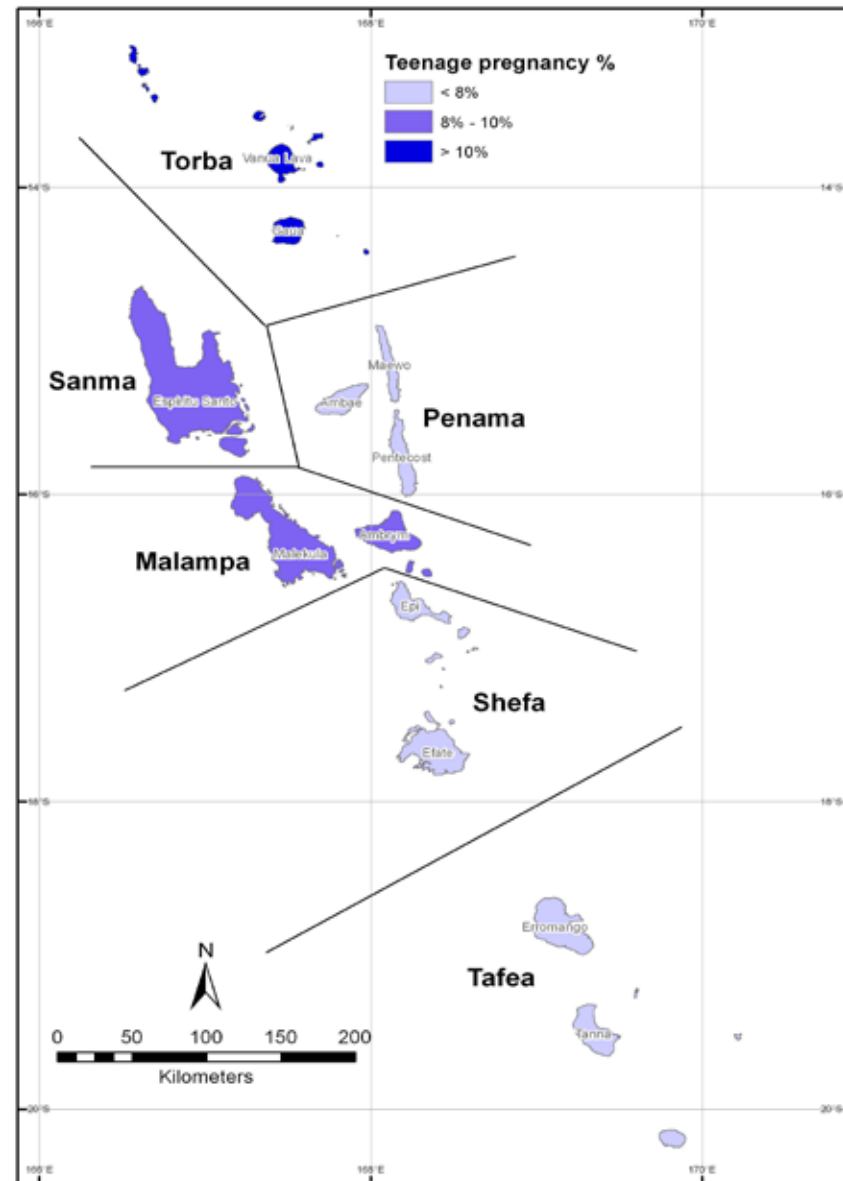 166°E 168°E 170°E
Teenage pregnancy %
< 8%
8% - 10%
> 10%
Torba
Vanua Lava
14°S 14°S
Gaua
Maewo
Sanma
Espiritu Santo
Ambae
Penama
Pentecost
16°S 16°S
Ambrym
Malampa
Malekula
Epi
Shefa
Efate
18°S 18°S
Erromango
N
Tafea
Tanna
0 50 100 150 200
Kilometers
20°S 20°S
166°E 168°E 170°E